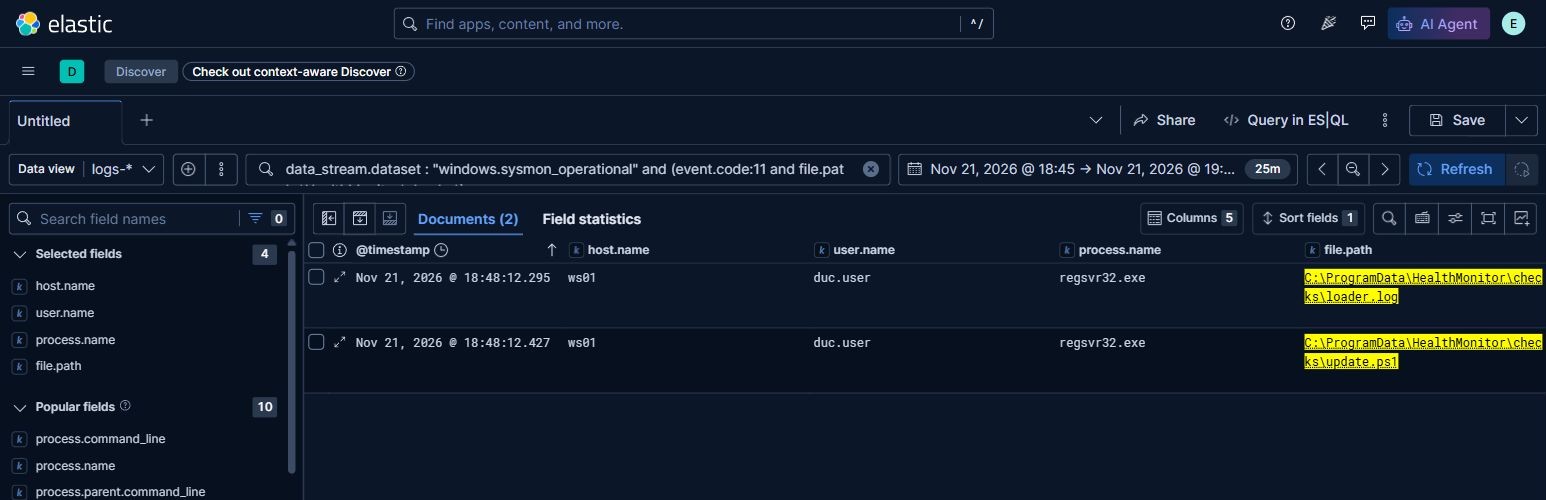 elastic
Find apps, content, and more.
^/
AI Agent
E
D
Discover
Check out context-aware Discover
Untitled
Share
Query in ES|QL
Save
Data view
logs-*
data_stream.dataset : "windows.sysmon_operational" and (event.code:11 and file.pat
Nov 21, 2026 @ 18:45 → Nov 21, 2026 @ 19:...
25m
Refresh
Search field names
0
Documents (2)
Field statistics
Columns 5
Sort fields 1
Selected fields
4
k host.name
k user.name
k process.name
k file.path
Popular fields
10
k process.command_line
k process.name
k process.parent.command_line
@timestamp
k host.name
k user.name
k process.name
k file.path
Nov 21, 2026 @ 18:48:12.295 ws01 duc.user regsvr32.exe C:\ProgramData\HealthMonitor\chec
ks\loader.log
Nov 21, 2026 @ 18:48:12.427 ws01 duc.user regsvr32.exe C:\ProgramData\HealthMonitor\chec
ks\update.ps1